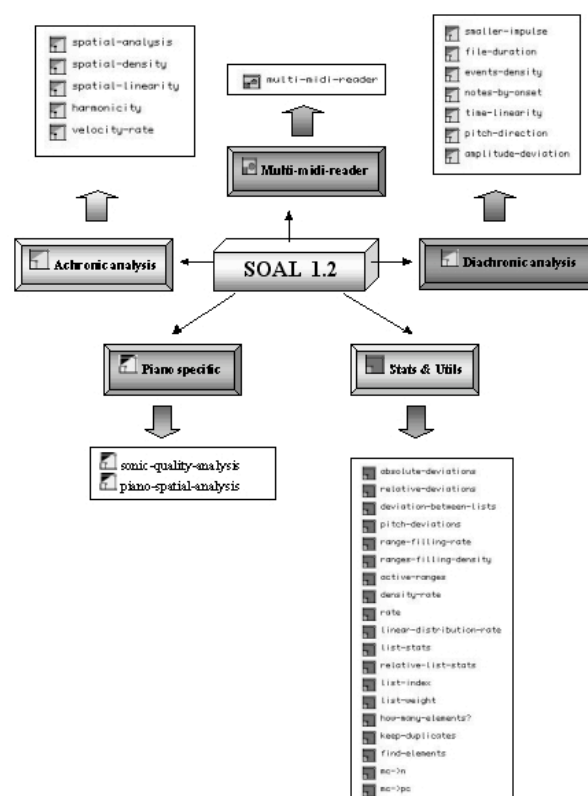 spatial-analysis
spatial-density
spatial-linearity
harmonicity
velocity-rate
multi-midi-reader
smaller-impulse
file-duration
events-density
notes-by-onset
time-linearity
pitch-direction
amplitude-deviation
Multi-midi-reader
Achronic analysis
SOAL 1.2
Diachronic analysis
Piano specific
Stats & Utils
sonic-quality-analysis
piano-spatial-analysis
absolute-deviations
relative-deviations
deviation-between-lists
pitch-deviations
range-filling-rate
ranges-filling-density
active-ranges
density-rate
rate
linear-distribution-rate
list-stats
relative-list-stats
list-index
list-weight
how-many-elements?
keep-duplicates
find-elements
mc->n
mc->pc